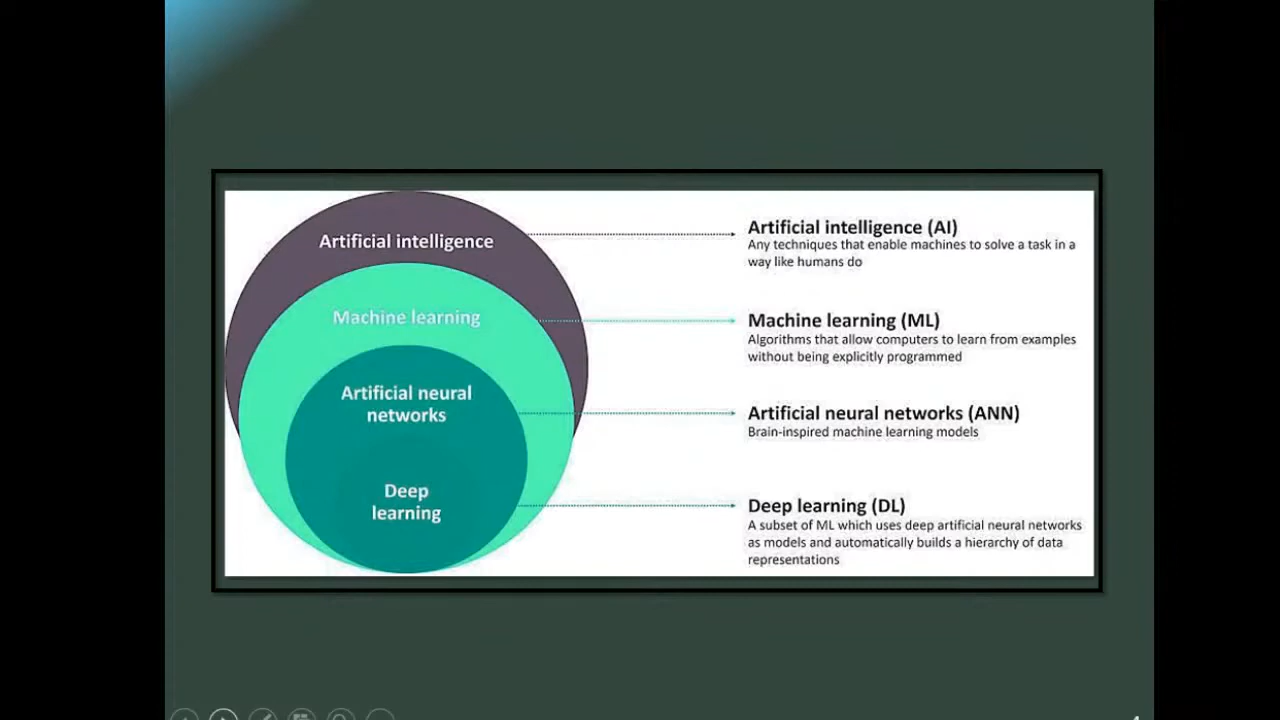 Artificial intelligence
Machine learning
Artificial neural
networks
Deep
learning
Artificial intelligence (AI)
Any techniques that enable machines to solve a task in a
way like humans do
Machine learning (ML)
Algorithms that allow computers to learn from examples
without being explicitly programmed
Artificial neural networks (ANN)
Brain-inspired machine learning models
Deep learning (DL)
A subset of ML which uses deep artificial neural networks
as models and automatically builds a hierarchy of data
representations